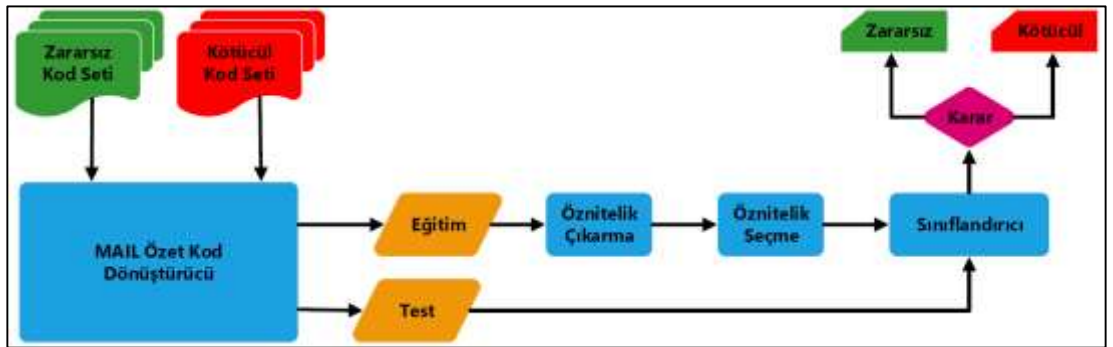 Zararsız
Kod Seti
Kötücül
Kod Seti
Zararsız
Kötücül
Karar
MAIL Özet Kod
Dönüştürücü
Eğitim
Öznitelik
Çıkarma
Öznitelik
Seçme
Sınıflandırıcı
Test